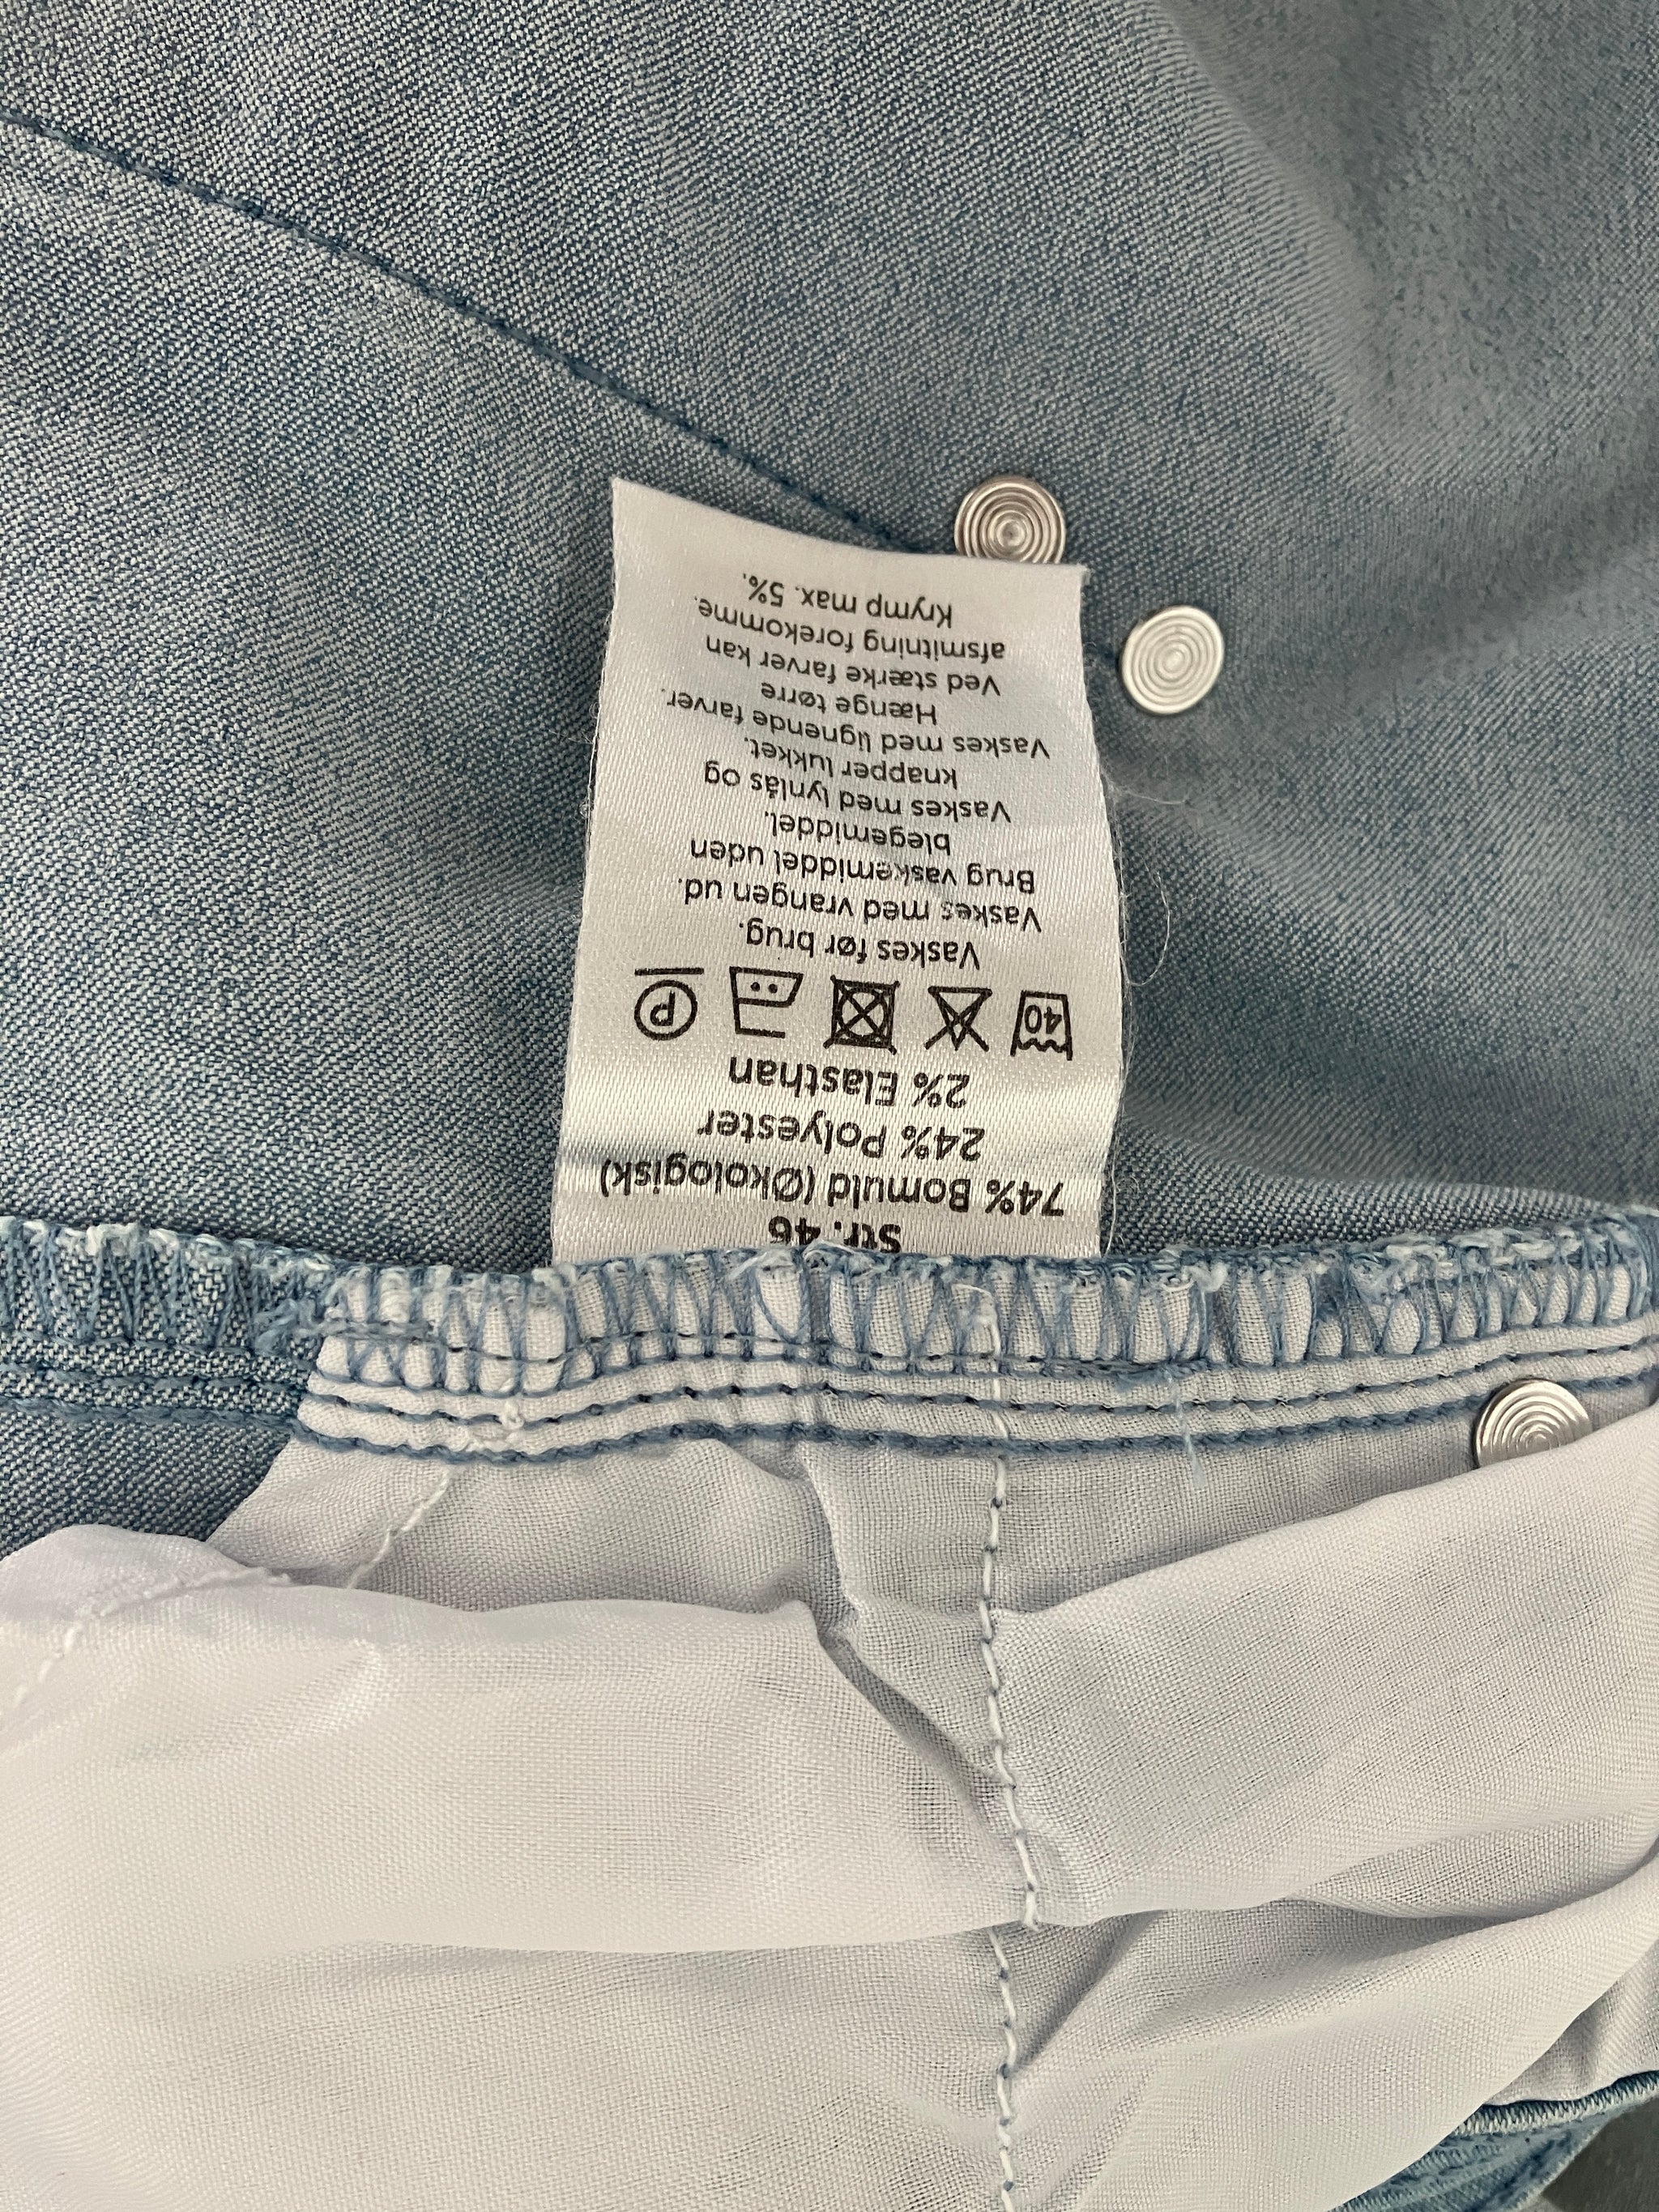 Str. 46
74% Bomuld (Økologisk)
24% Polyester
2% Elasthan
40 P
Vaskes før brug.
Vaskes med vrangen ud.
Brug vaskemiddel uden
blegemiddel.
Vaskes med lynlås og
knapper lukket.
Vaskes med lignende farver.
Hænge tørre
Ved stærke farver kan
afsmitning forekomme.
Krymp max. 5%.